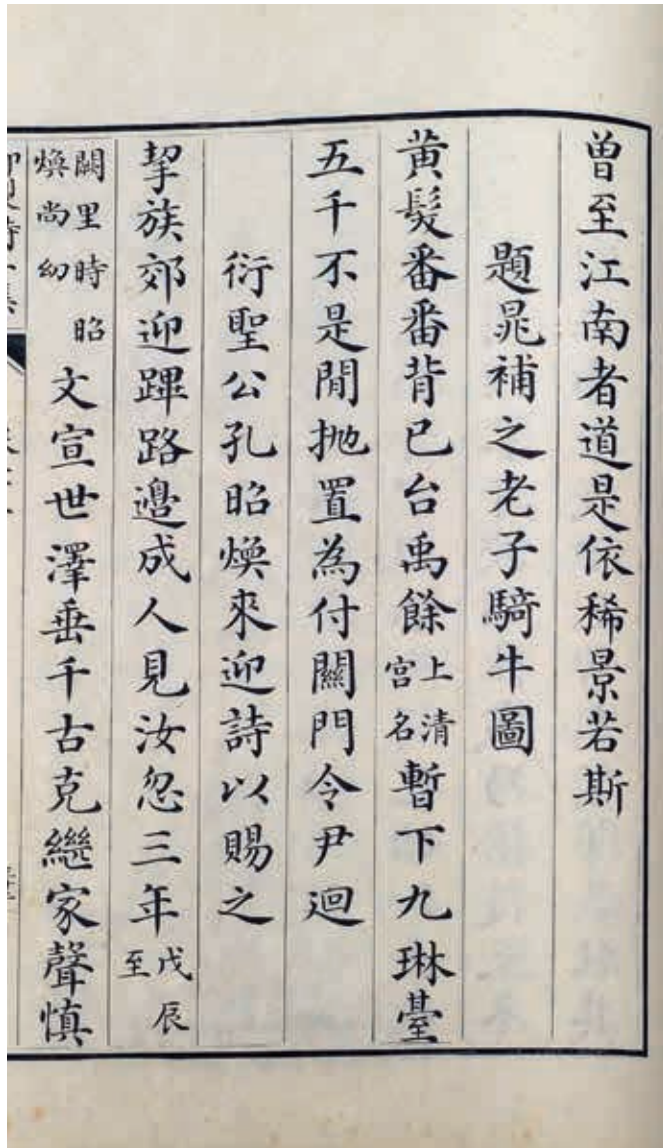 曾至江南者道是依稀景若斯
題晁補之老子騎牛圖
黃髮番番背已台禹餘上清宮名暫下九琳臺
五千不是閒拋置為付關門令尹迴
衍聖公孔昭煥來迎詩以賜之
挈族郊迎蹕路邊成人見汝忽三年戊辰至
闕里時昭煥尚幼文宣世澤垂千古克繼家聲慎